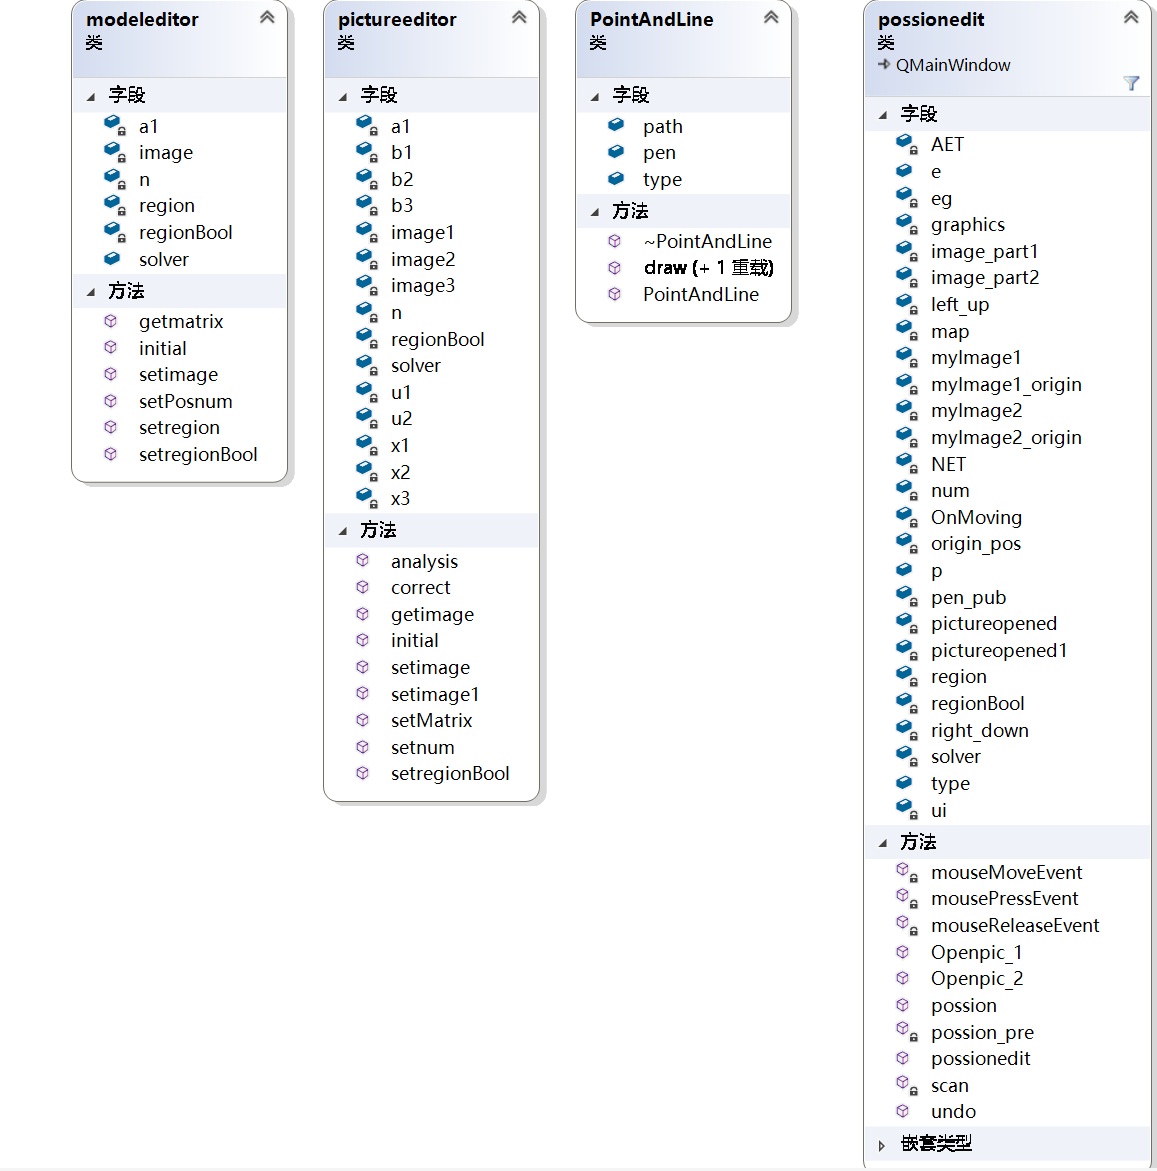 modeleditor
类
字段
a1
image
n
region
regionBool
solver
方法
getmatrix
initial
setimage
setPosnum
setregion
setregionBool
pictureeditor
类
字段
a1
b1
b2
b3
image1
image2
image3
n
regionBool
solver
u1
u2
x1
x2
x3
方法
analysis
correct
getimage
initial
setimage
setimage1
setMatrix
setnum
setregionBool
PointAndLine
类
字段
path
pen
type
方法
~PointAndLine
draw (+ 1 重载)
PointAndLine
possionedit
类
QMainWindow
字段
AET
e
eg
graphics
image_part1
image_part2
left_up
map
myImage1
myImage1_origin
myImage2
myImage2_origin
NET
num
OnMoving
origin_pos
p
pen_pub
pictureopened
pictureopened1
region
regionBool
right_down
solver
type
ui
方法
mouseMoveEvent
mousePressEvent
mouseReleaseEvent
Openpic_1
Openpic_2
possion
possion_pre
possionedit
scan
undo
嵌套类型